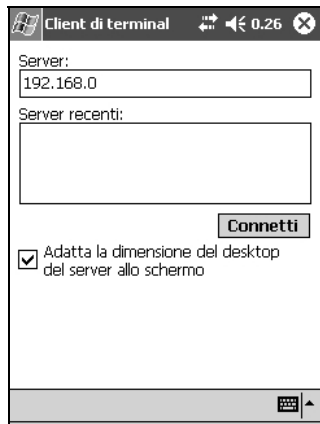 Client di terminal 0.26
Server:
192.168.0
Server recenti:
Connetti
Adatta la dimensione del desktop
del server allo schermo